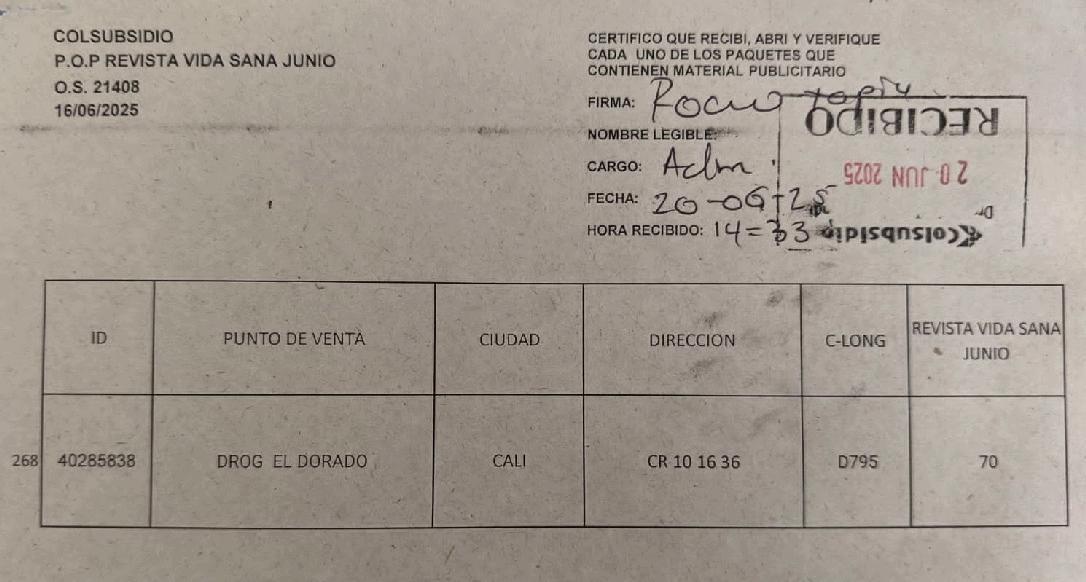 COLSUBSIDIO
P.O.P REVISTA VIDA SANA JUNIO
O.S. 21408
16/06/2025
CERTIFICO QUE RECIBI, ABRI Y VERIFIQUE
CADA UNO DE LOS PAQUETES QUE
CONTIENEN MATERIAL PUBLICITARIO
FIRMA: Rocio tapia
NOMBRE LEGIBLE:
CARGO: Adm
FECHA: 20-06-25
HORA RECIBIDO: 14=33
RECIBIDO
20 JUN 2025
Colsubsidio
ID PUNTO DE VENTA CIUDAD DIRECCION C-LONG REVISTA VIDA SANA
JUNIO
268 40285838 DROG EL DORADO CALI CR 10 16 36 D795 70